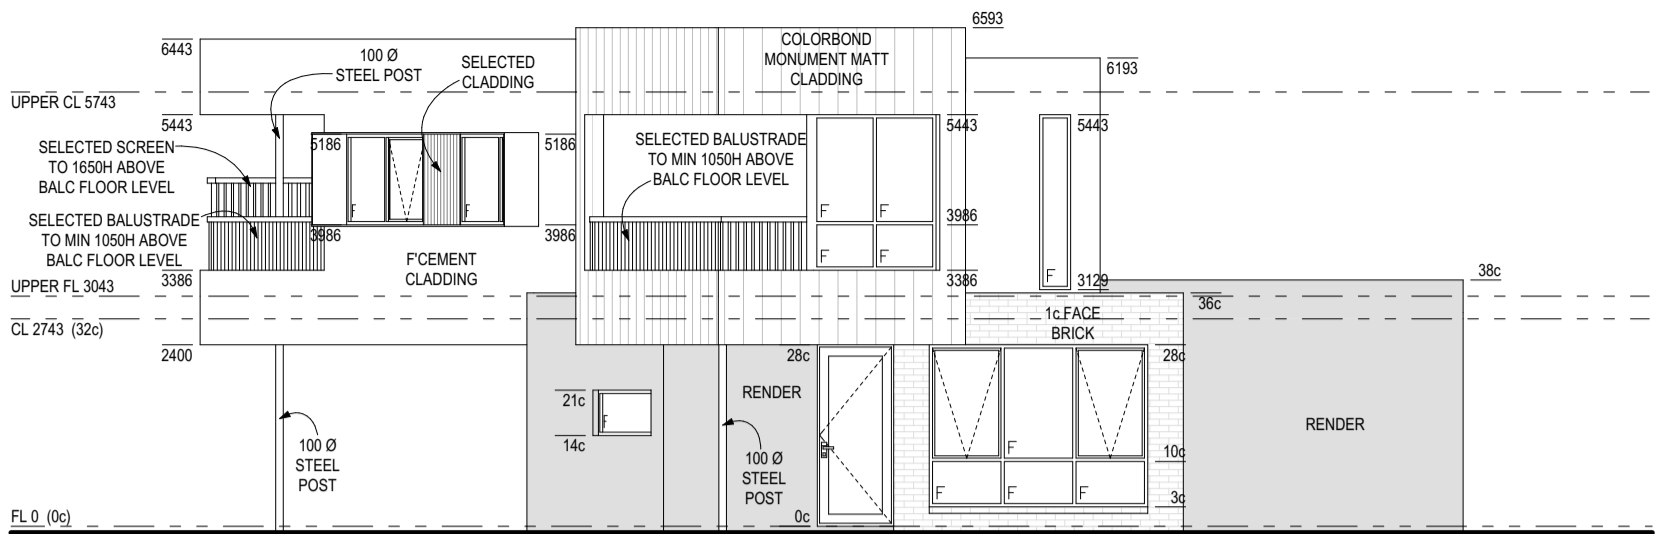 6593
6443
100 Ø
STEEL POST
SELECTED
CLADDING
COLORBOND
MONUMENT MATT
CLADDING
6193
UPPER CL 5743
5443
5443
5443
SELECTED SCREEN
TO 1650H ABOVE
BALC FLOOR LEVEL
5186
5186
SELECTED BALUSTRADE
TO MIN 1050H ABOVE
BALC FLOOR LEVEL
SELECTED BALUSTRADE
TO MIN 1050H ABOVE
BALC FLOOR LEVEL
F
F
F
F
3986
3986
3986
F'CEMENT
CLADDING
F
F
3386
3386
F
3129
38c
UPPER FL 3043
36c
1c FACE
BRICK
CL 2743 (32c)
2400
28c
28c
21c
F
14c
RENDER
RENDER
100 Ø
STEEL
POST
100 Ø
STEEL
POST
F
10c
F
F
F
3c
FL 0 (0c)
0c